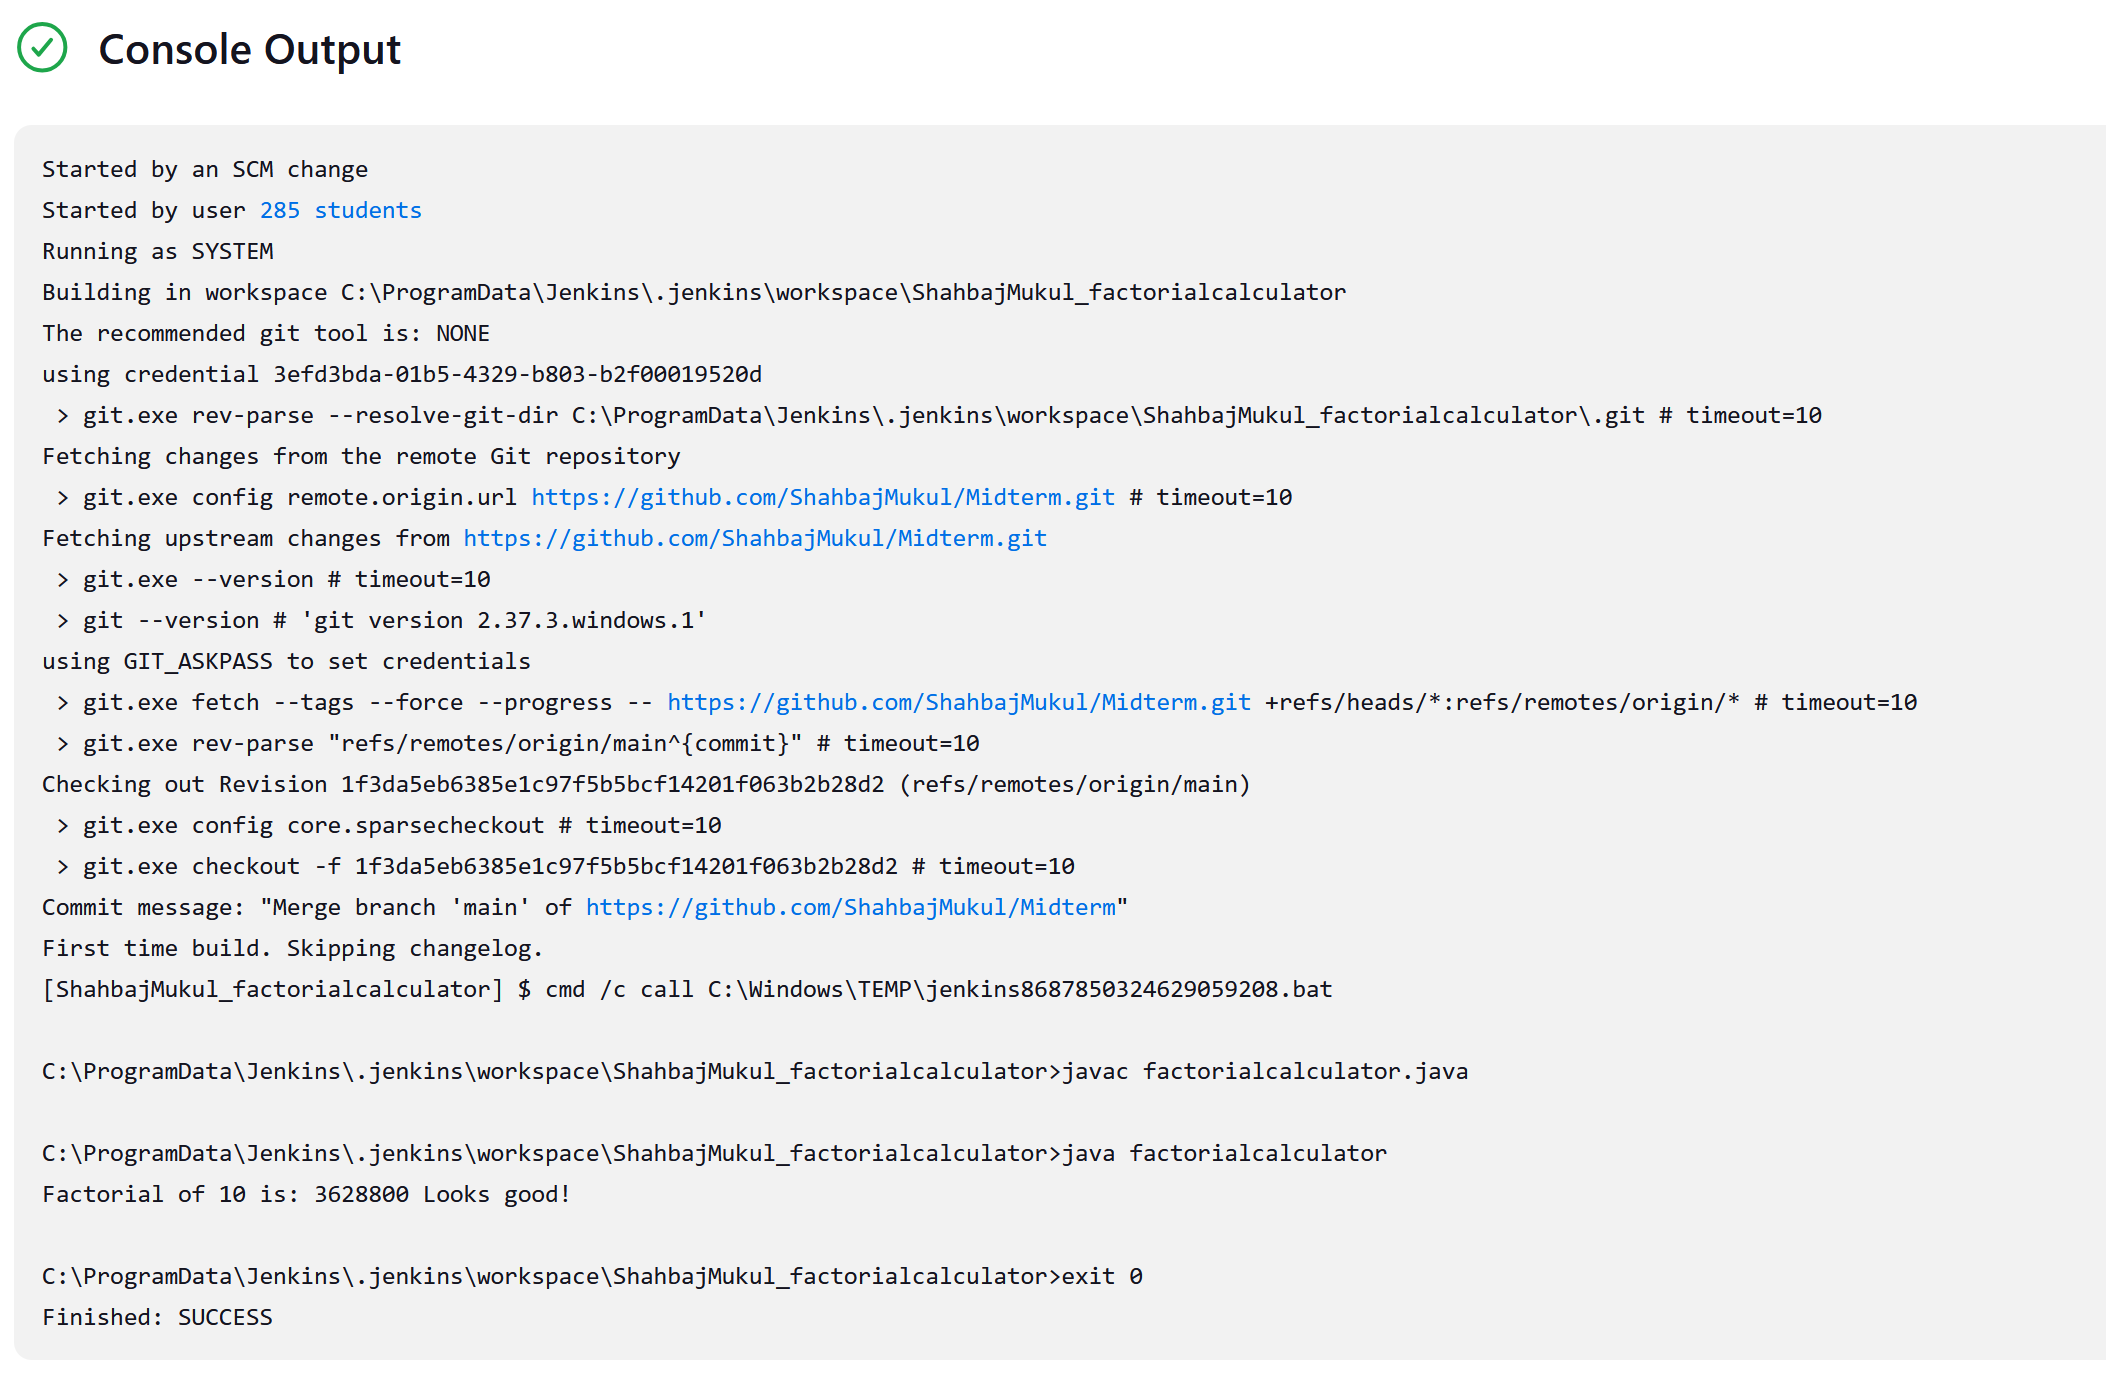 Console Output
Started by an SCM change
Started by user 285 students
Running as SYSTEM
Building in workspace C:\ProgramData\Jenkins\.jenkins\workspace\ShahbajMukul_factorialcalculator
The recommended git tool is: NONE
using credential 3efd3bda-01b5-4329-b803-b2f00019520d
 > git.exe rev-parse --resolve-git-dir C:\ProgramData\Jenkins\.jenkins\workspace\ShahbajMukul_factorialcalculator\.git # timeout=10
Fetching changes from the remote Git repository
 > git.exe config remote.origin.url https://github.com/ShahbajMukul/Midterm.git # timeout=10
Fetching upstream changes from https://github.com/ShahbajMukul/Midterm.git
 > git.exe --version # timeout=10
 > git --version # 'git version 2.37.3.windows.1'
using GIT_ASKPASS to set credentials
 > git.exe fetch --tags --force --progress -- https://github.com/ShahbajMukul/Midterm.git +refs/heads/*:refs/remotes/origin/* # timeout=10
 > git.exe rev-parse "refs/remotes/origin/main^{commit}" # timeout=10
Checking out Revision 1f3da5eb6385e1c97f5b5bcf14201f063b2b28d2 (refs/remotes/origin/main)
 > git.exe config core.sparsecheckout # timeout=10
 > git.exe checkout -f 1f3da5eb6385e1c97f5b5bcf14201f063b2b28d2 # timeout=10
Commit message: "Merge branch 'main' of https://github.com/ShahbajMukul/Midterm"
First time build. Skipping changelog.
[ShahbajMukul_factorialcalculator] $ cmd /c call C:\Windows\TEMP\jenkins8687850324629059208.bat
C:\ProgramData\Jenkins\.jenkins\workspace\ShahbajMukul_factorialcalculator>javac factorialcalculator.java
C:\ProgramData\Jenkins\.jenkins\workspace\ShahbajMukul_factorialcalculator>java factorialcalculator
Factorial of 10 is: 3628800 Looks good!
C:\ProgramData\Jenkins\.jenkins\workspace\ShahbajMukul_factorialcalculator>exit 0
Finished: SUCCESS